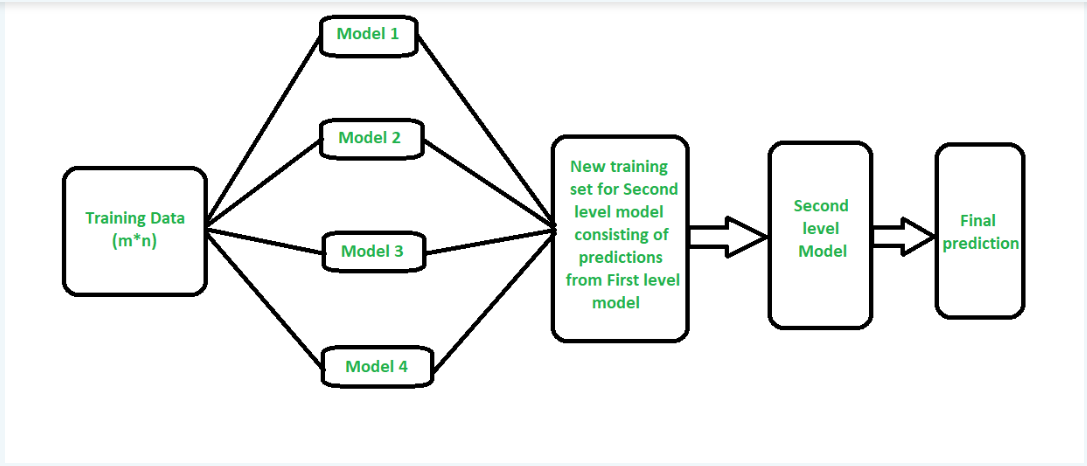 Training Data
(m*n)
Model 1
Model 2
Model 3
Model 4
New training
set for Second
level model
consisting of
predictions
from First level
model
Second
level
Model
Final
prediction